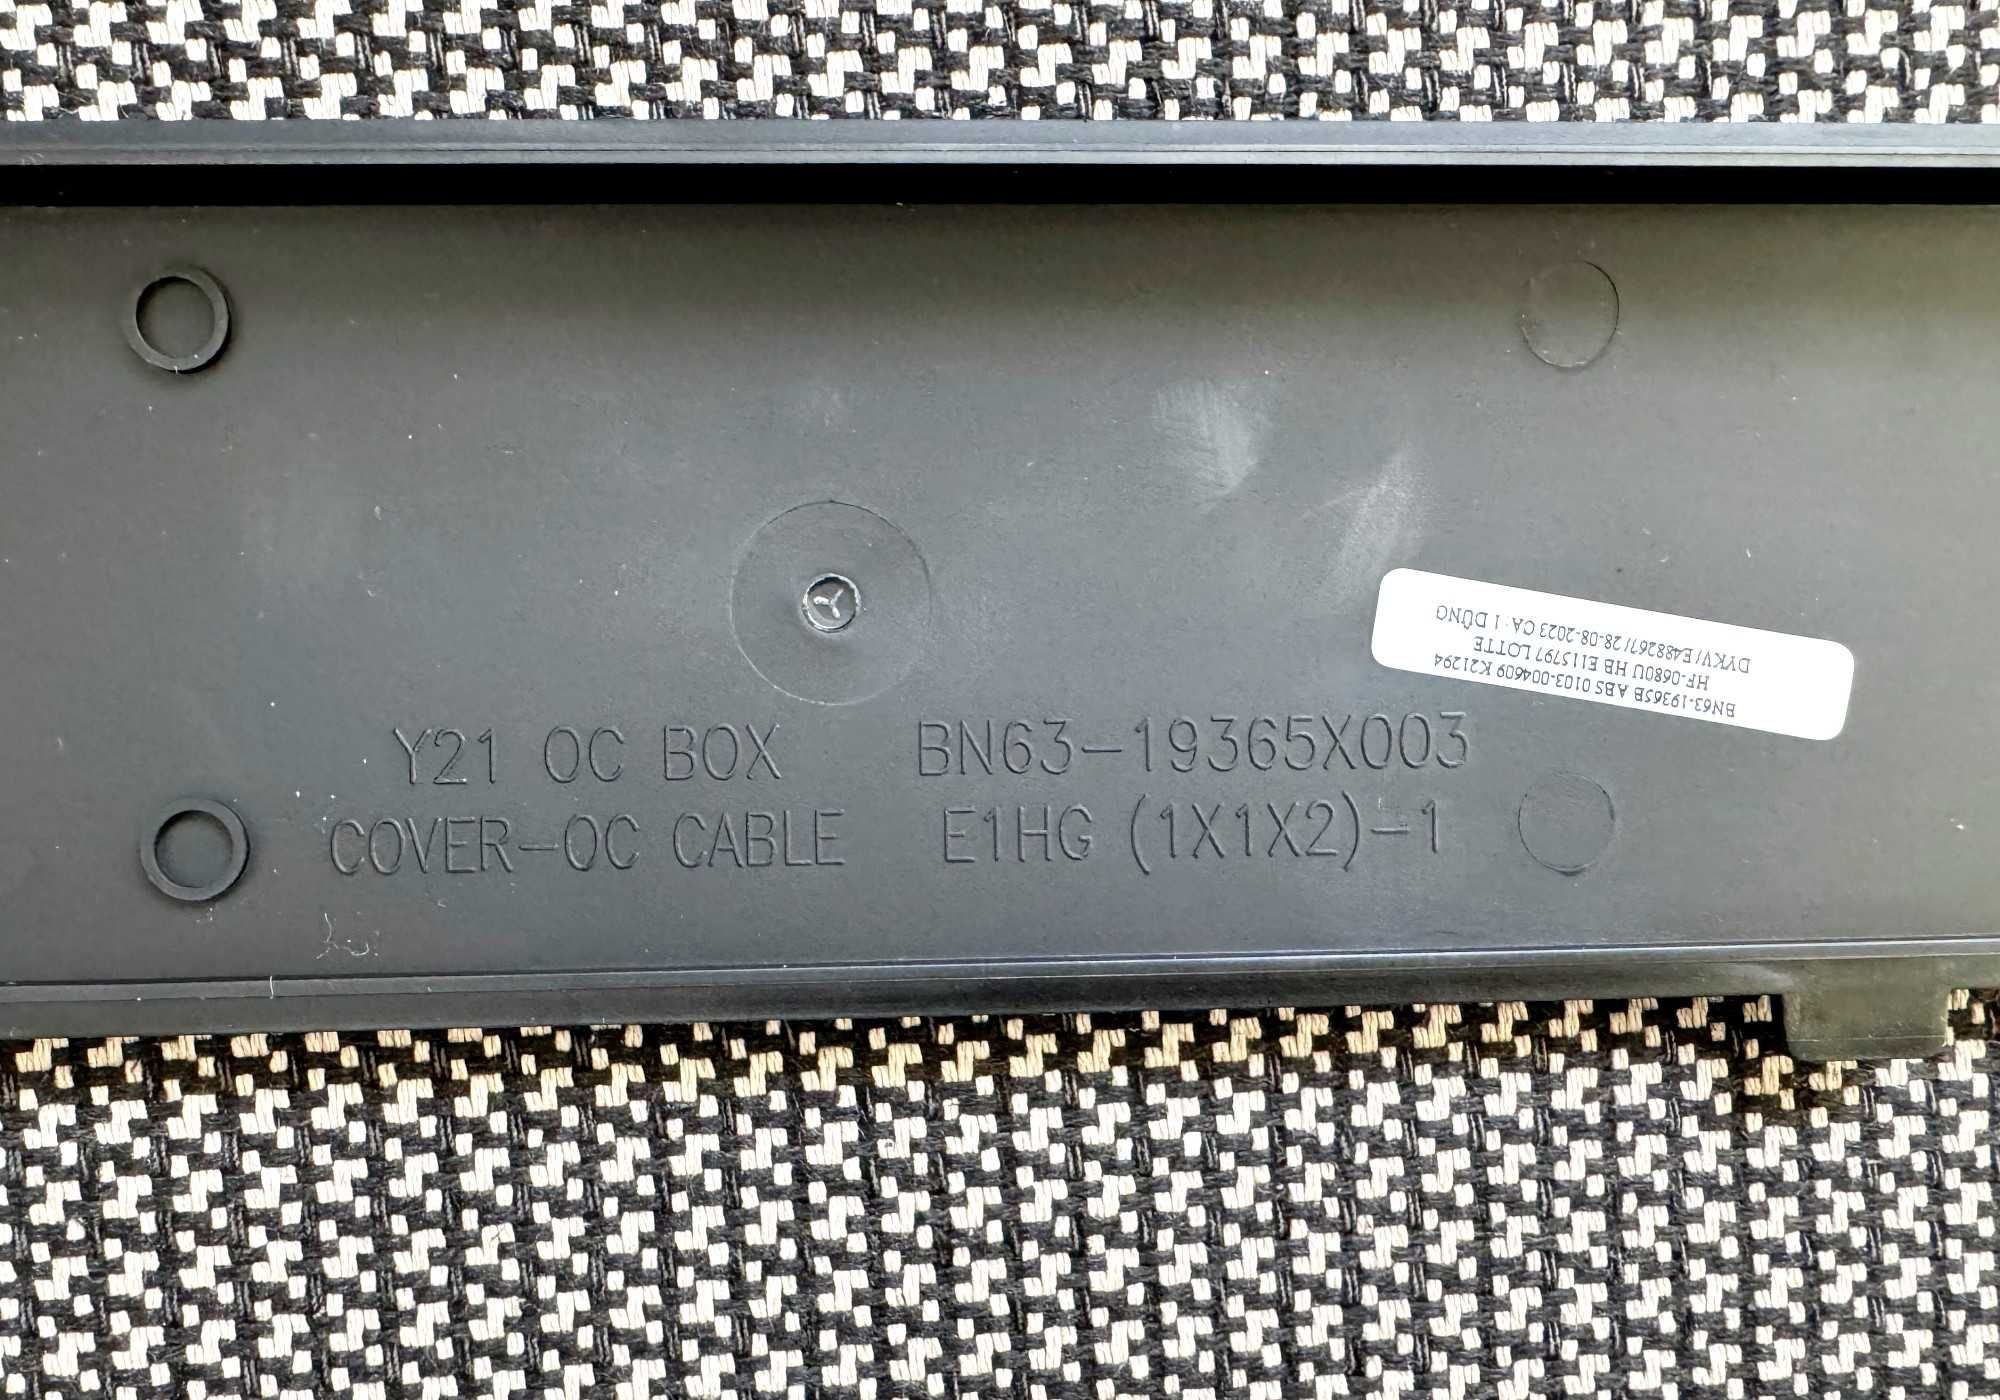 Y21 OC BOX BN63-19365X003
COVER-OC CABLE E1HG (1X1X2)-1
BN63-19365B ABS 0103-004609 K21294
HF-0680U HB E115797 LOTTE
DYKV/E488267/28-08-2023 CA : 1 DŨNG